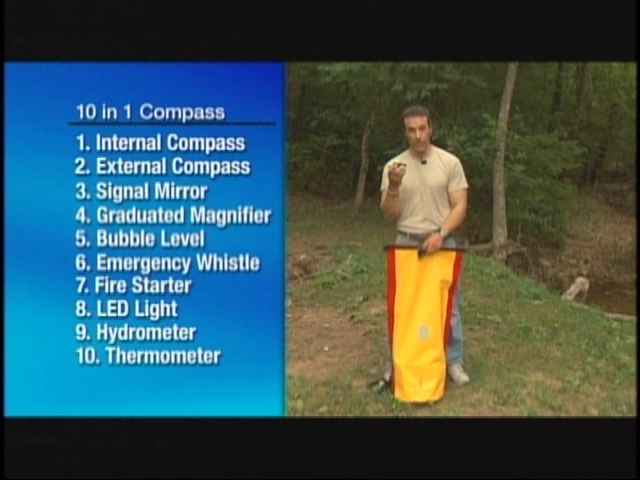 10 in 1 Compass
1. Internal Compass
2. External Compass
3. Signal Mirror
4. Graduated Magnifier
5. Bubble Level
6. Emergency Whistle
7. Fire Starter
8. LED Light
9. Hydrometer
10. Thermometer